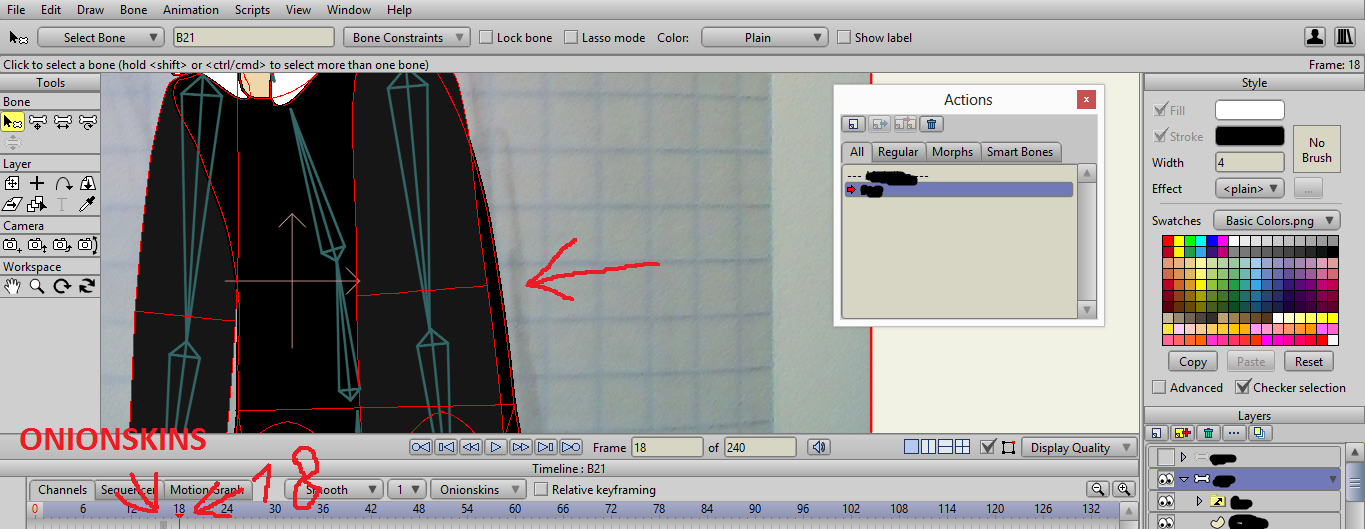 File Edit Draw Bone Animation Scripts View Window Help
Select Bone B21 Bone Constraints Lock bone Lasso mode Color: Plain Show label
Click to select a bone (hold <shift> or <ctrl/cmd> to select more than one bone) Frame: 18
Tools
Bone
Layer
Camera
Workspace
Actions
x
All Regular Morphs Smart Bones
--- ---
Style
Fill
Stroke
No
Brush
Width 4
Effect <plain> ...
Swatches Basic Colors.png
Copy Paste Reset
Advanced Checker selection
Layers
ONIONSKINS
18
Frame 18 of 240 Display Quality
Timeline : B21
Channels Sequencer Motion Graph Smooth 1 Onionskins Relative keyframing
0 6 12 18 24 30 36 42 48 54 60 66 72 78 84 90 96 102 108 114 120 126 132